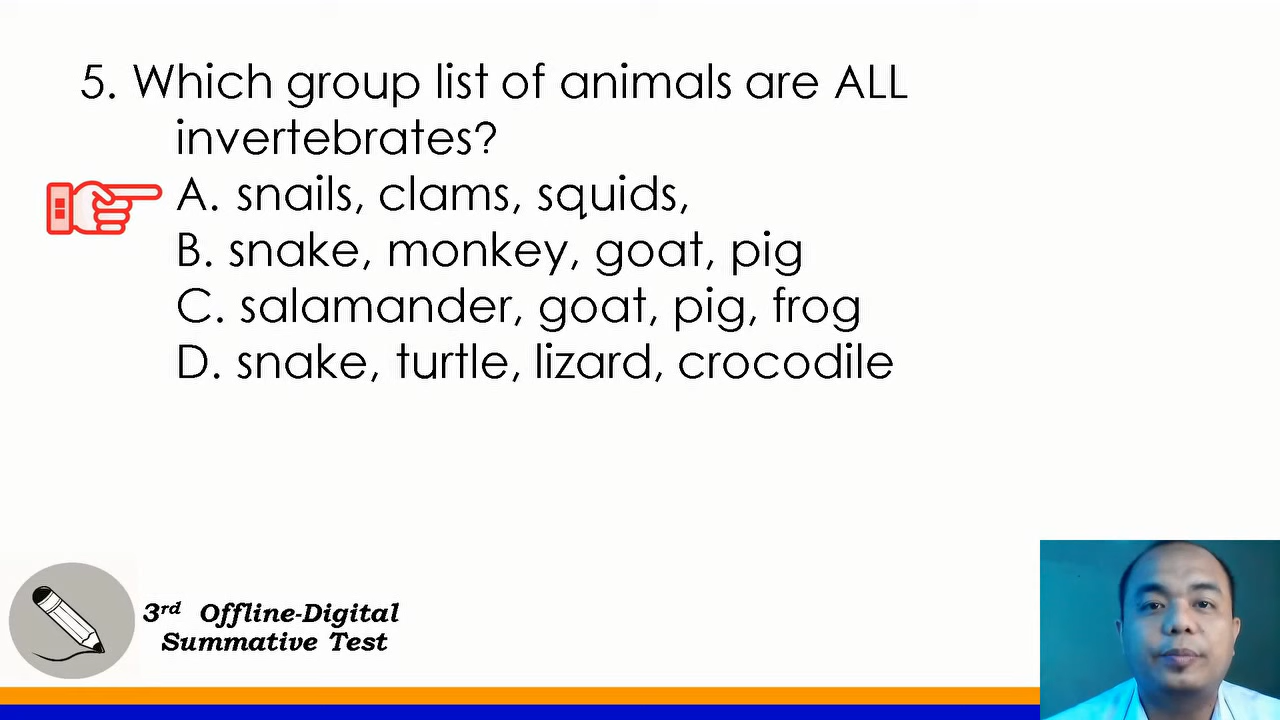 5. Which group list of animals are ALL
invertebrates?
A. snails, clams, squids,
B. snake, monkey, goat, pig
C. salamander, goat, pig, frog
D. snake, turtle, lizard, crocodile
3rd Offline-Digital
Summative Test